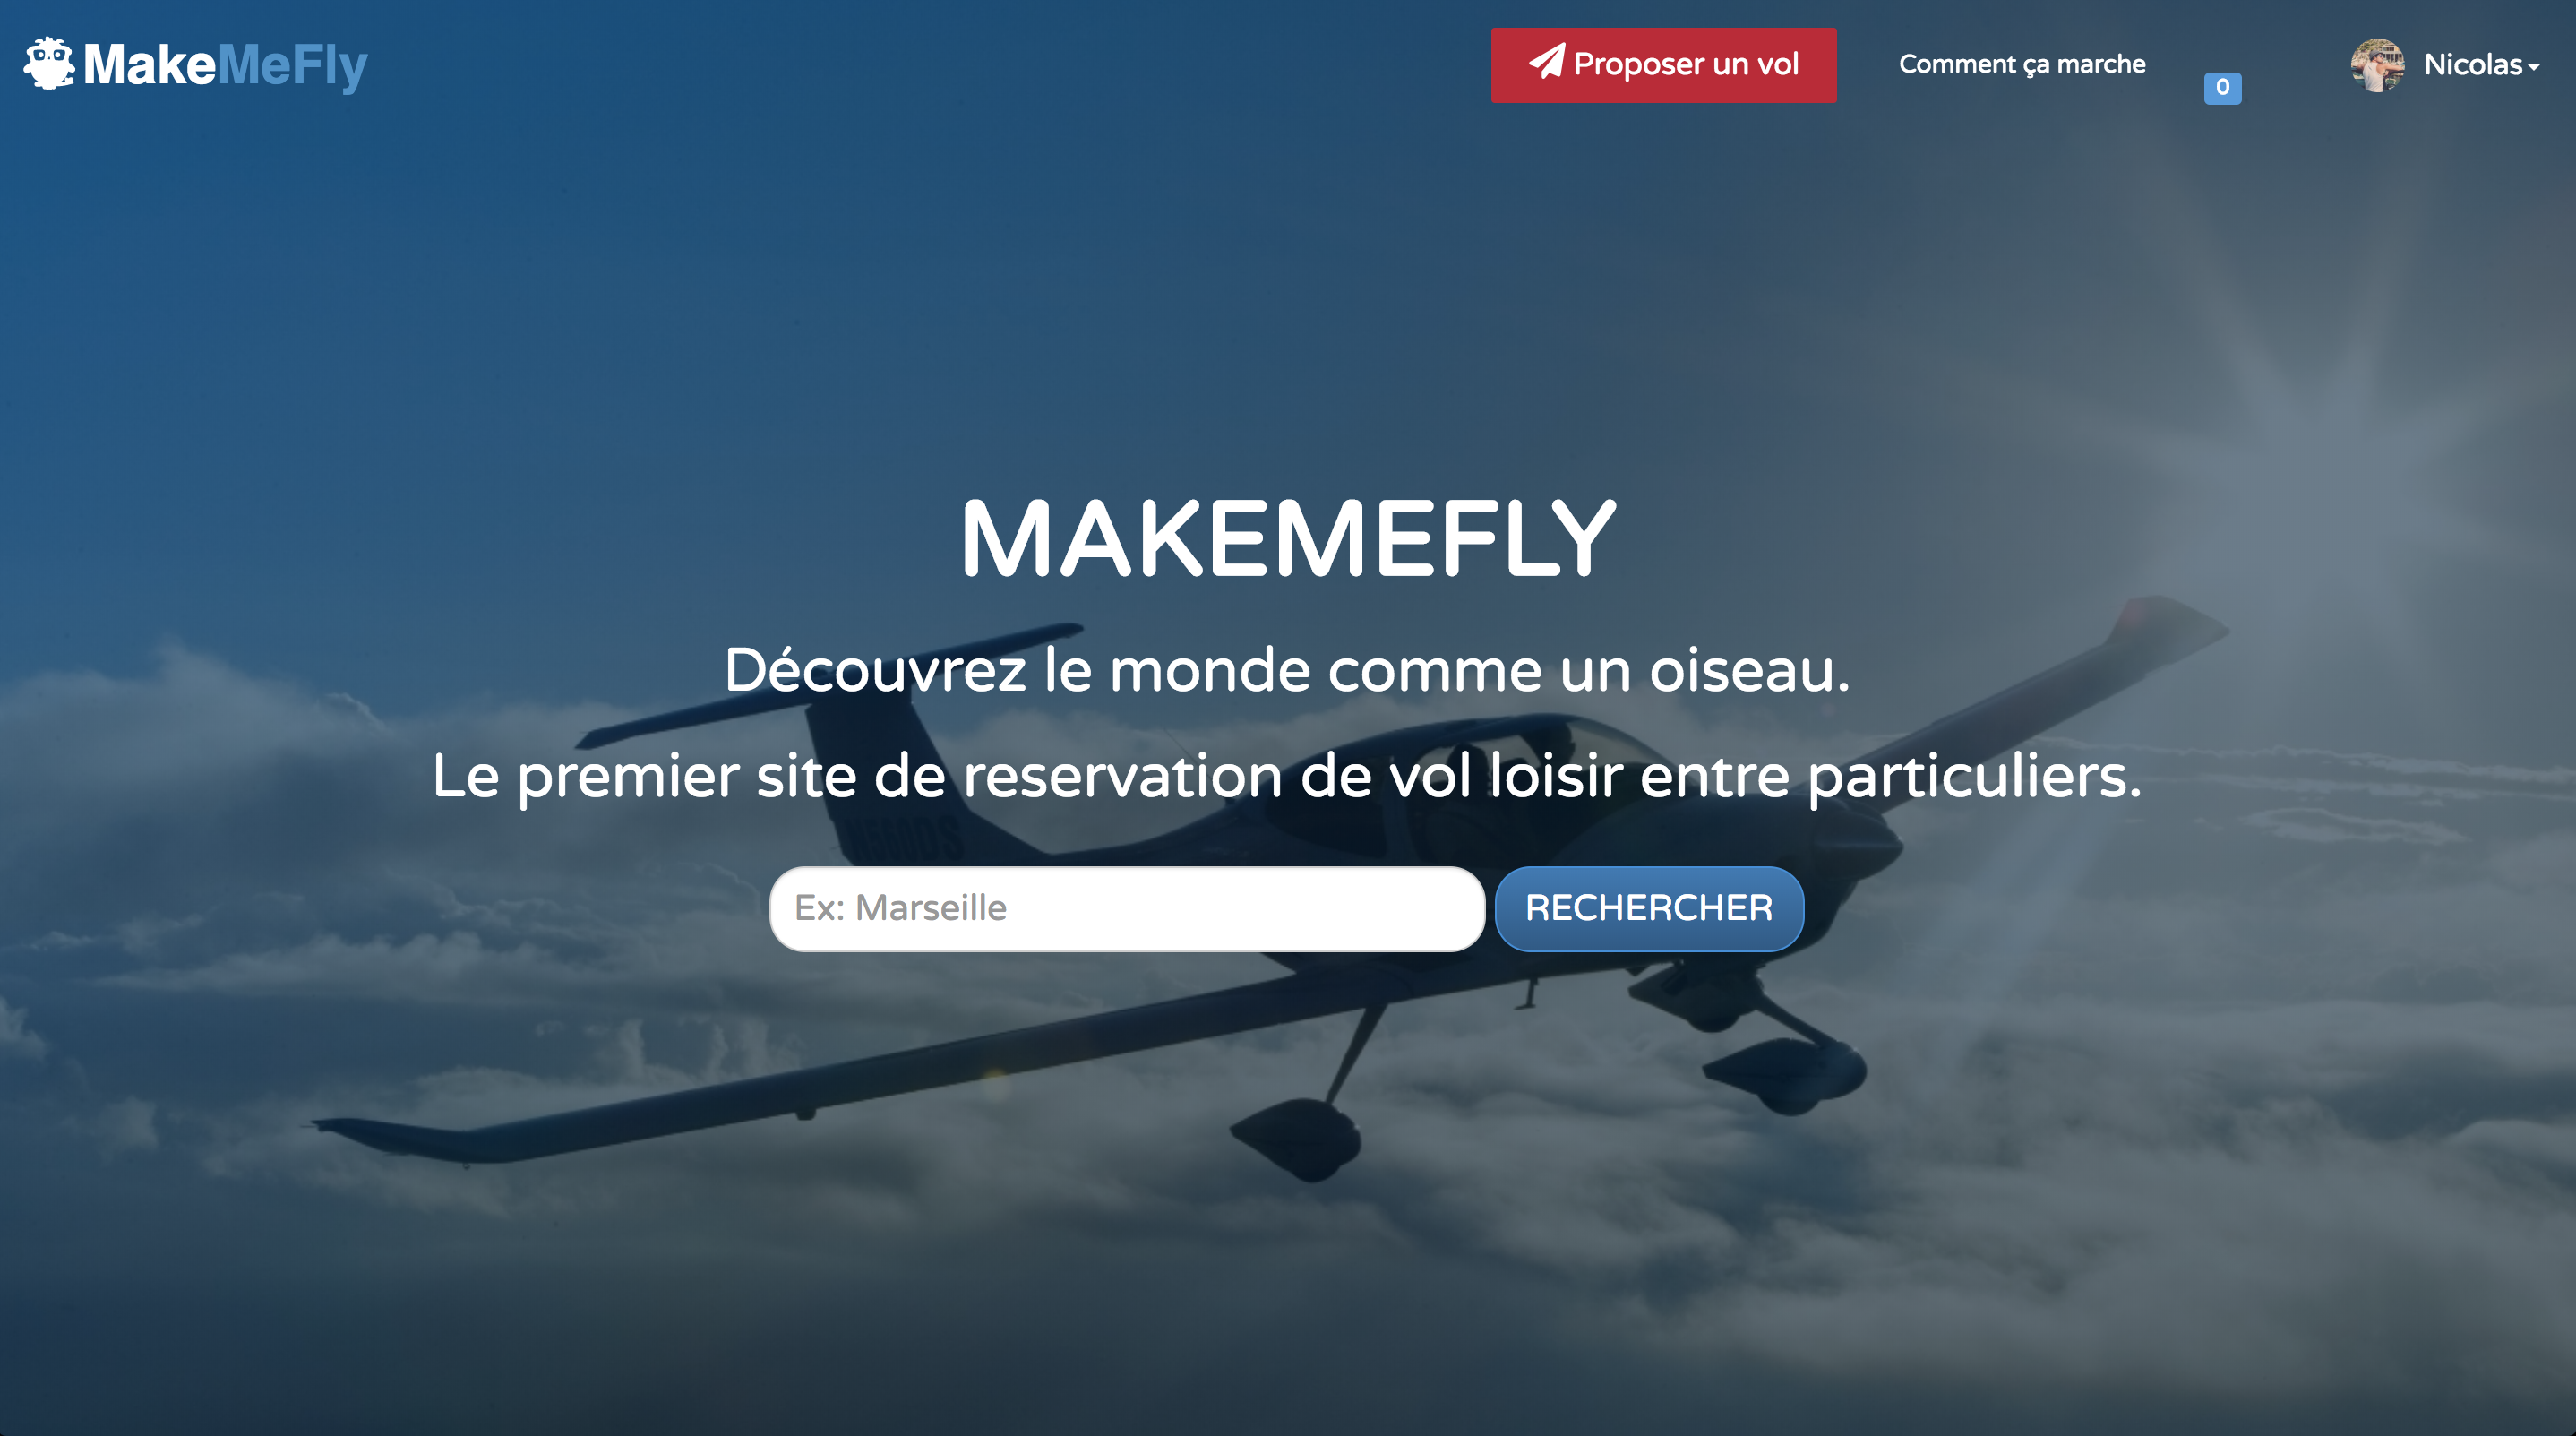 MakeMeFly
Proposer un vol
Comment ça marche
0
Nicolas
MAKEMEFLY
Découvrez le monde comme un oiseau.
Le premier site de reservation de vol loisir entre particuliers.
N560DS
Ex: Marseille
RECHERCHER